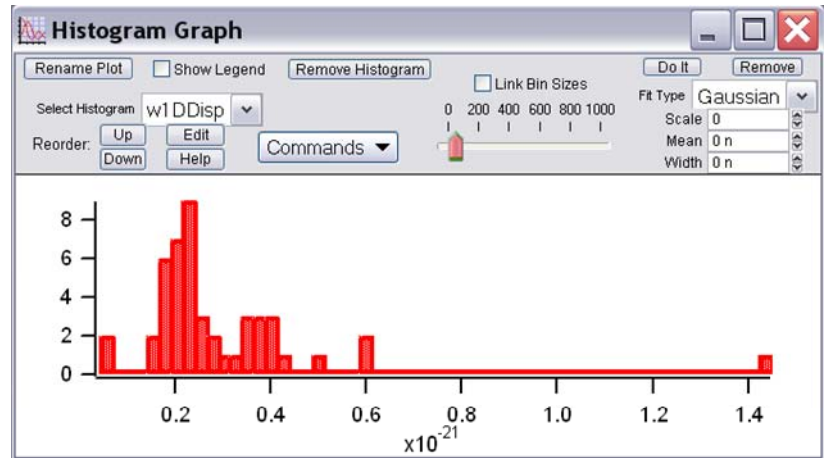 Histogram Graph
Rename Plot Show Legend Remove Histogram Do It Remove
Link Bin Sizes
Select Histogram w1DDisp Fit Type Gaussian
0 200 400 600 800 1000
Scale 0
Reorder: Up Edit Commands Mean 0 n
Down Help Width 0 n
8
6
4
2
0
0.2 0.4 0.6 0.8 1.0 1.2 1.4
x10-21